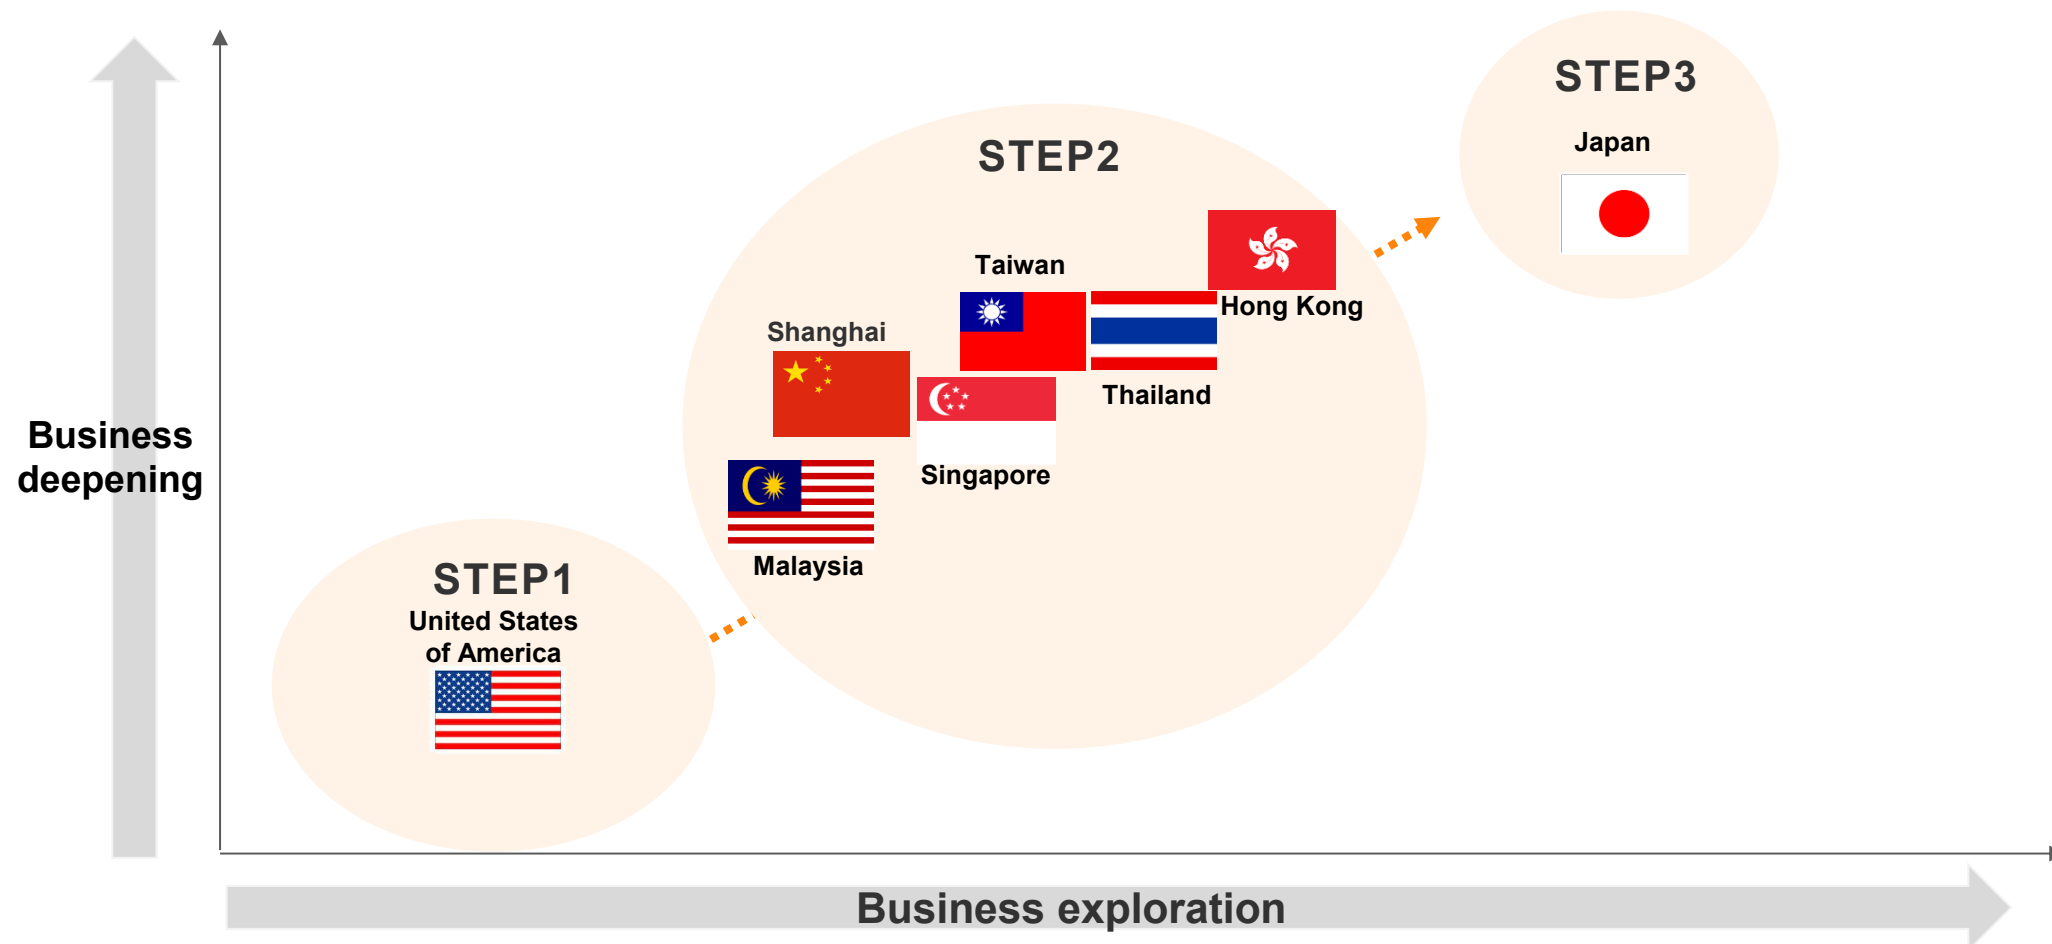 STEP3
Japan
STEP2
Taiwan
Hong Kong
Shanghai
Thailand
Singapore
Malaysia
Business
deepening
STEP1
United States
of America
Business exploration